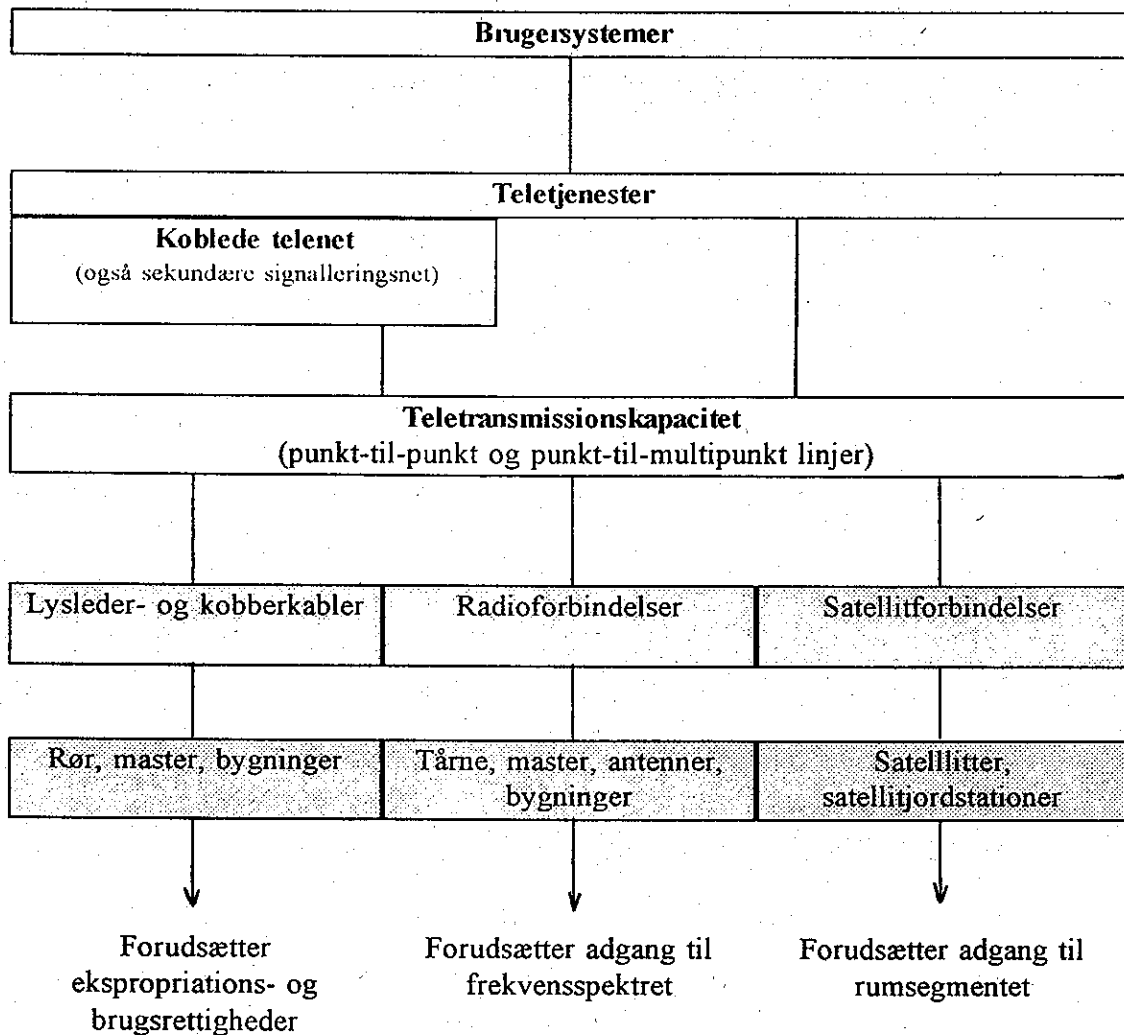 Brugersystemer
Teletjenester
Koblede telenet
(også sekundære signalleringsnet)
Teletransmissionskapacitet
(punkt-til-punkt og punkt-til-multipunkt linjer)
Lysleder- og kobberkabler
Radioforbindelser
Satellitforbindelser
Rør, master, bygninger
Tårne, master, antenner,
bygninger
Satelllitter,
satellitjordstationer
Forudsætter
ekspropriations- og
brugsrettigheder
Forudsætter adgang til
frekvensspektret
Forudsætter adgang til
rumsegmentet